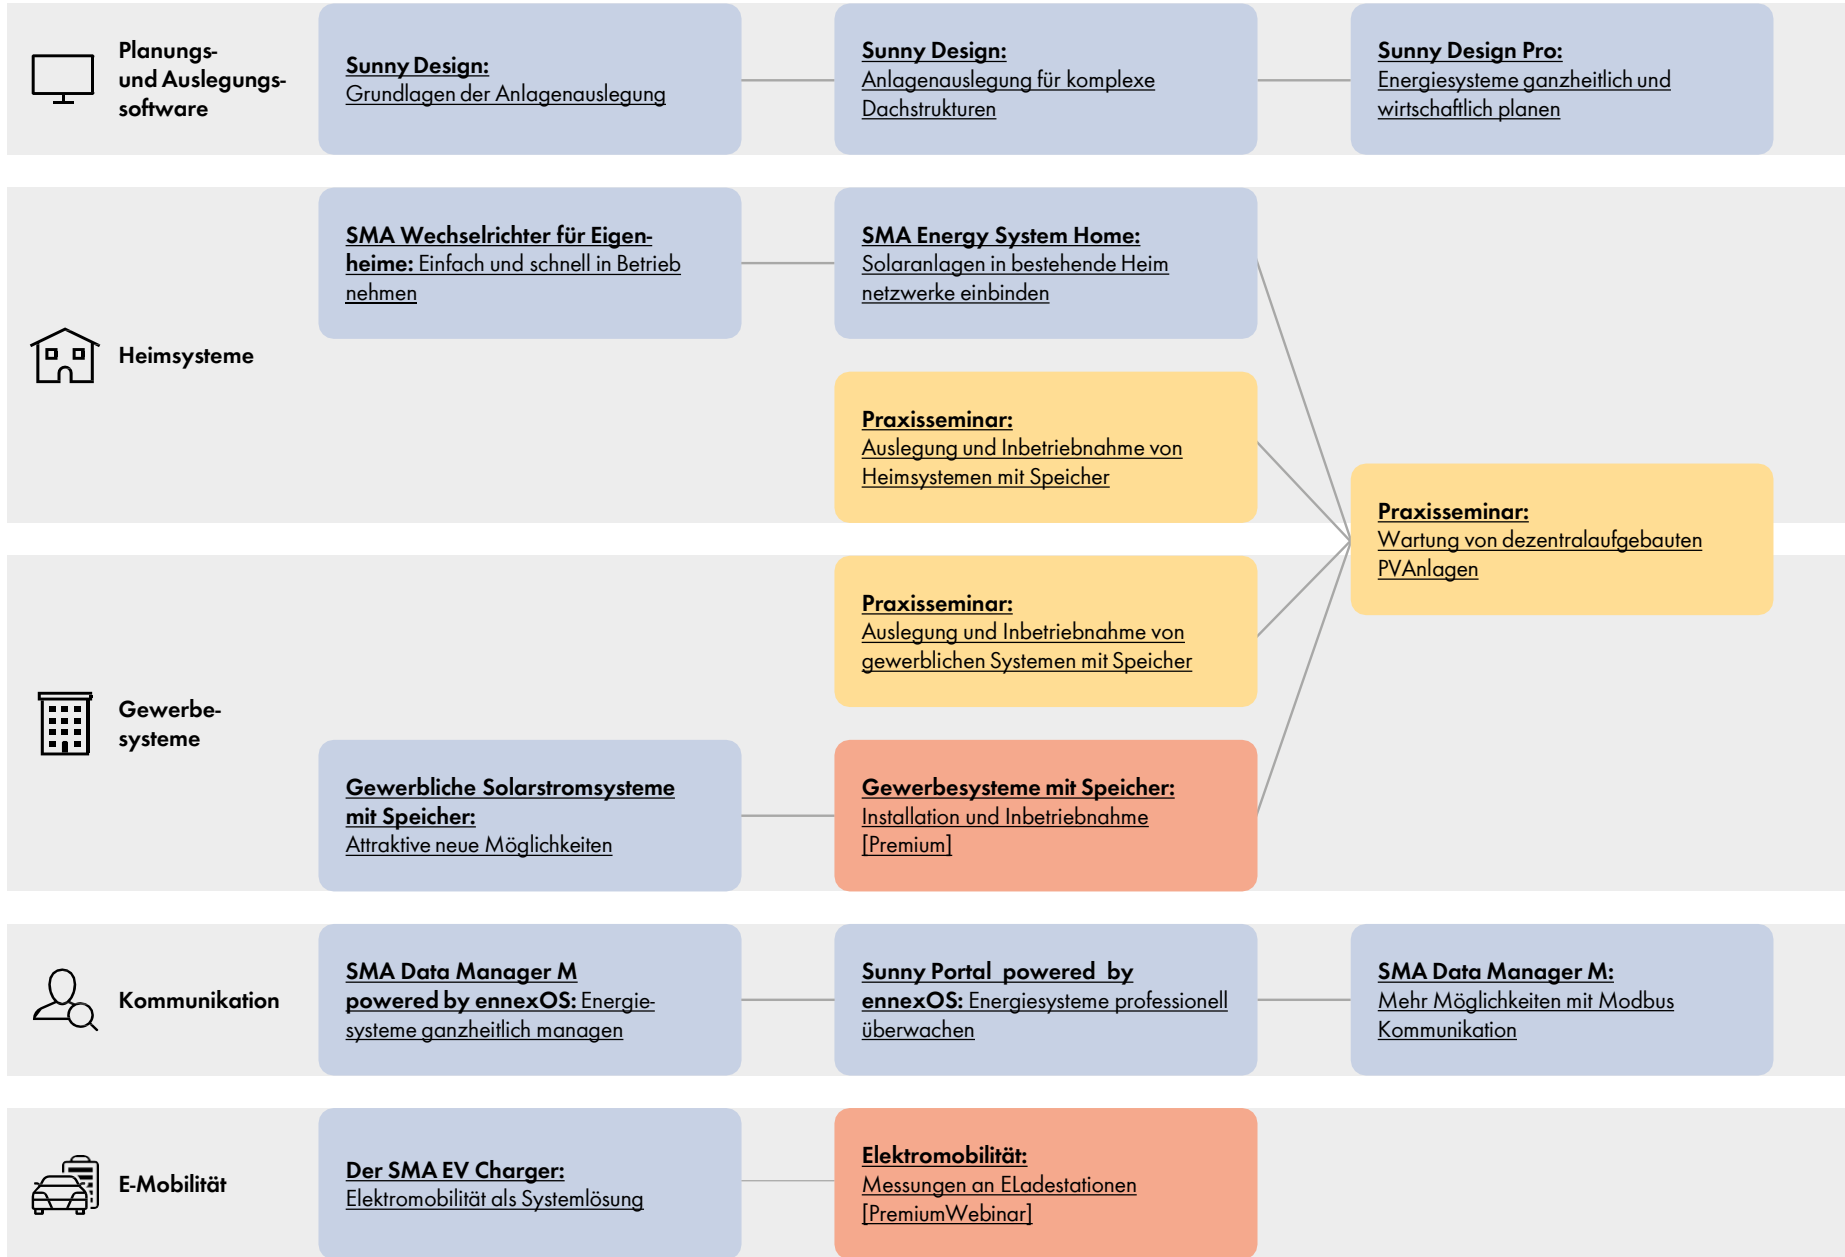 Planungs-
und Auslegungs-
software
Sunny Design:
Grundlagen der Anlagenauslegung
Sunny Design:
Anlagenauslegung für komplexe
Dachstrukturen
Sunny Design Pro:
Energiesysteme ganzheitlich und
wirtschaftlich planen
Heimsysteme
SMA Wechselrichter für Eigen-
heime: Einfach und schnell in Betrieb
nehmen
SMA Energy System Home:
Solaranlagen in bestehende Heim
netzwerke einbinden
Praxisseminar:
Auslegung und Inbetriebnahme von
Heimsystemen mit Speicher
Praxisseminar:
Wartung von dezentralaufgebauten
PVAnlagen
Gewerbe-
systeme
Praxisseminar:
Auslegung und Inbetriebnahme von
gewerblichen Systemen mit Speicher
Gewerbliche Solarstromsysteme
mit Speicher:
Attraktive neue Möglichkeiten
Gewerbesysteme mit Speicher:
Installation und Inbetriebnahme
[Premium]
Kommunikation
SMA Data Manager M
powered by ennexOS: Energie-
systeme ganzheitlich managen
Sunny Portal powered by
ennexOS: Energiesysteme professionell
überwachen
SMA Data Manager M:
Mehr Möglichkeiten mit Modbus
Kommunikation
E-Mobilität
Der SMA EV Charger:
Elektromobilität als Systemlösung
Elektromobilität:
Messungen an ELadestationen
[PremiumWebinar]